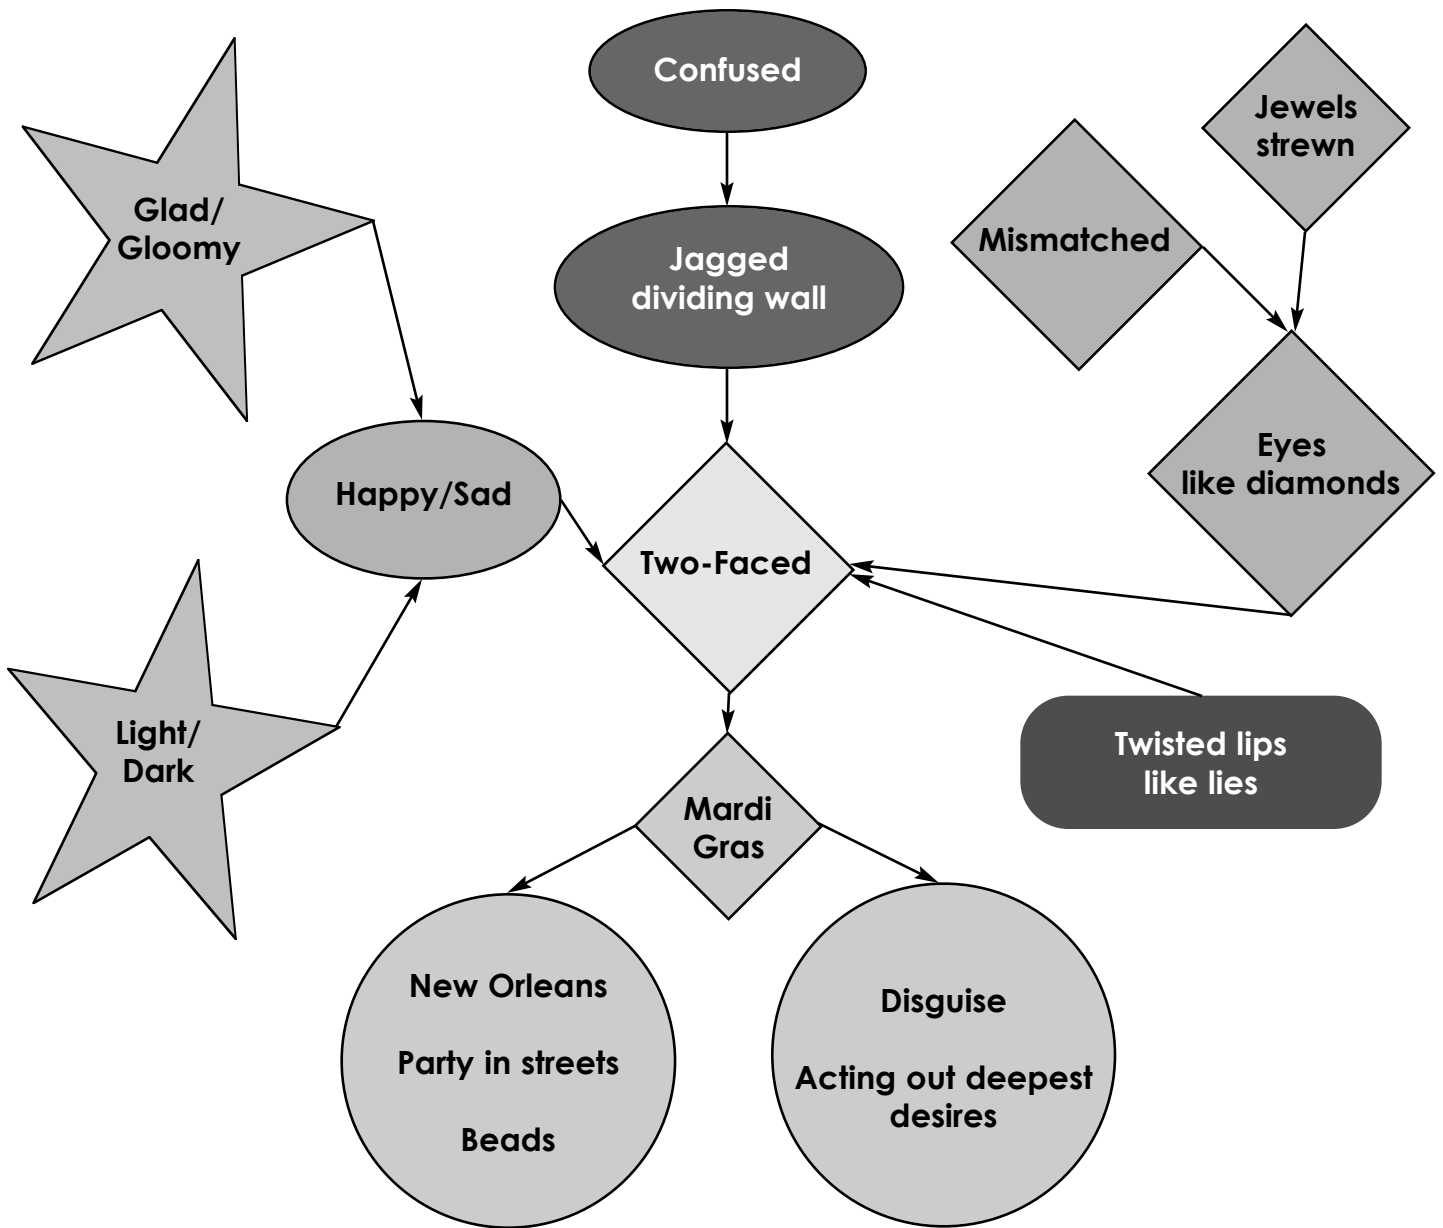 Confused
Jewels
strewn
Glad/
Gloomy
Mismatched
Jagged
dividing wall
Eyes
like diamonds
Happy/Sad
Two-Faced
Light/
Dark
Twisted lips
like lies
Mardi
Gras
New Orleans
Party in streets
Beads
Disguise
Acting out deepest
desires